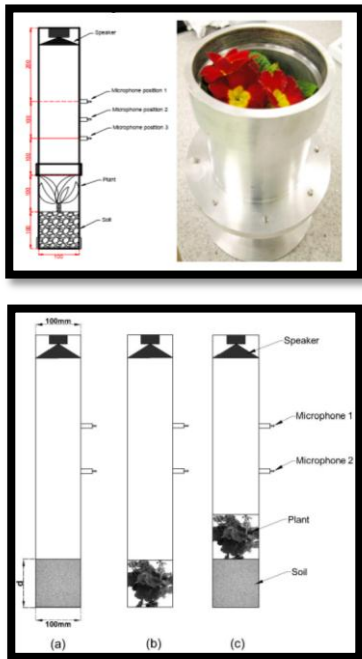 Speaker
Microphone position 1
Microphone position 2
Microphone position 3
Plant
Soil
100
100mm
Speaker
Microphone 1
Microphone 2
Plant
Soil
d
100mm
(a)
(b)
(c)